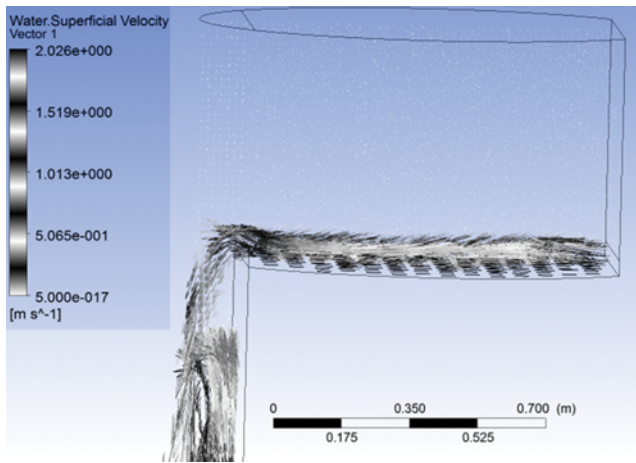 Water.Superficial Velocity
Vector 1
2.026e+000
1.519e+000
1.013e+000
5.065e-001
5.000e-017
[m s^-1]
0 0.350 0.700 (m)
0.175 0.525